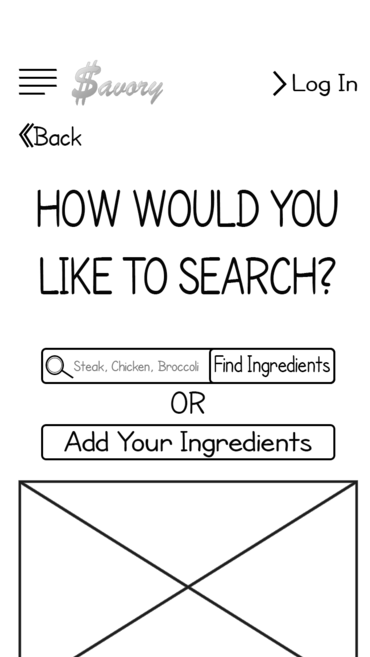 $avory
Log In
Back
HOW WOULD YOU
LIKE TO SEARCH?
Steak, Chicken, Broccoli
Find Ingredients
OR
Add Your Ingredients